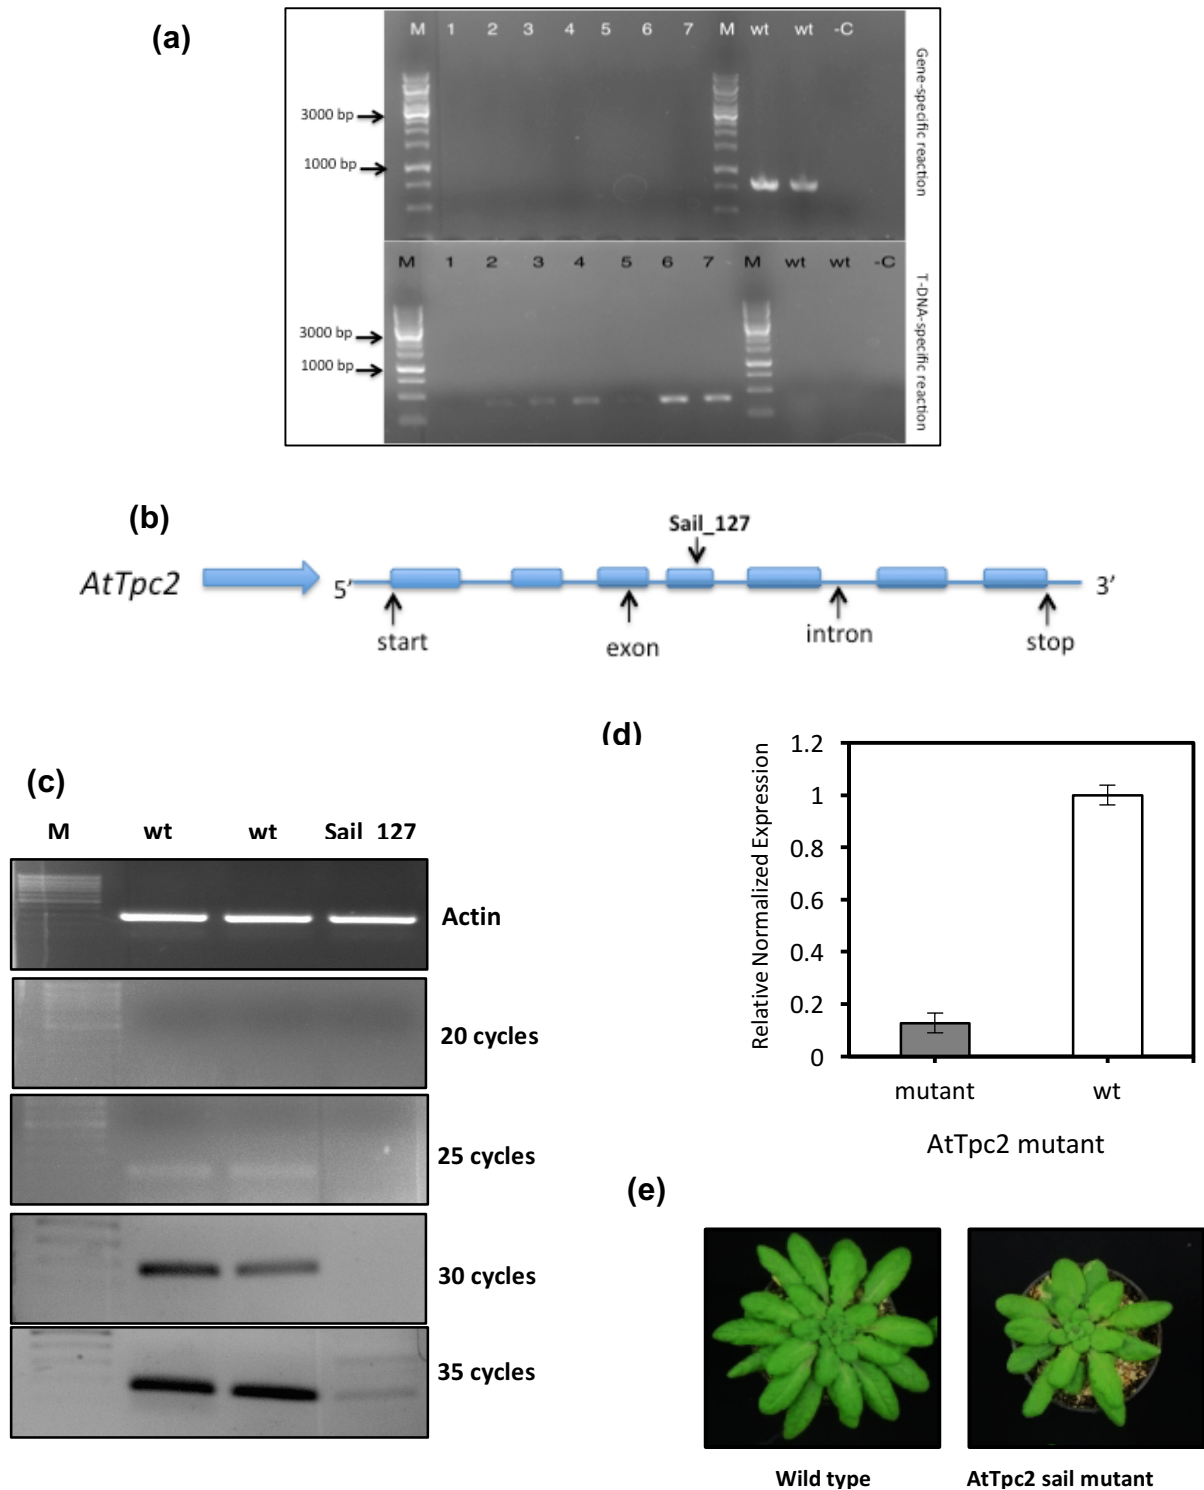 (a)
M 1 2 3 4 5 6 7 M wt wt -C
3000 bp
1000 bp
Gene-specific reaction
M 1 2 3 4 5 6 7 M wt wt -C
3000 bp
1000 bp
T-DNA-specific reaction
(b)
Sail_127
AtTpc2
5’
3’
start
exon
intron
stop
(c)
M wt wt Sail 127
Actin
20 cycles
25 cycles
30 cycles
35 cycles
(d)
Relative Normalized Expression
1.2
1
0.8
0.6
0.4
0.2
0
mutant wt
AtTpc2 mutant
(e)
Wild type AtTpc2 sail mutant